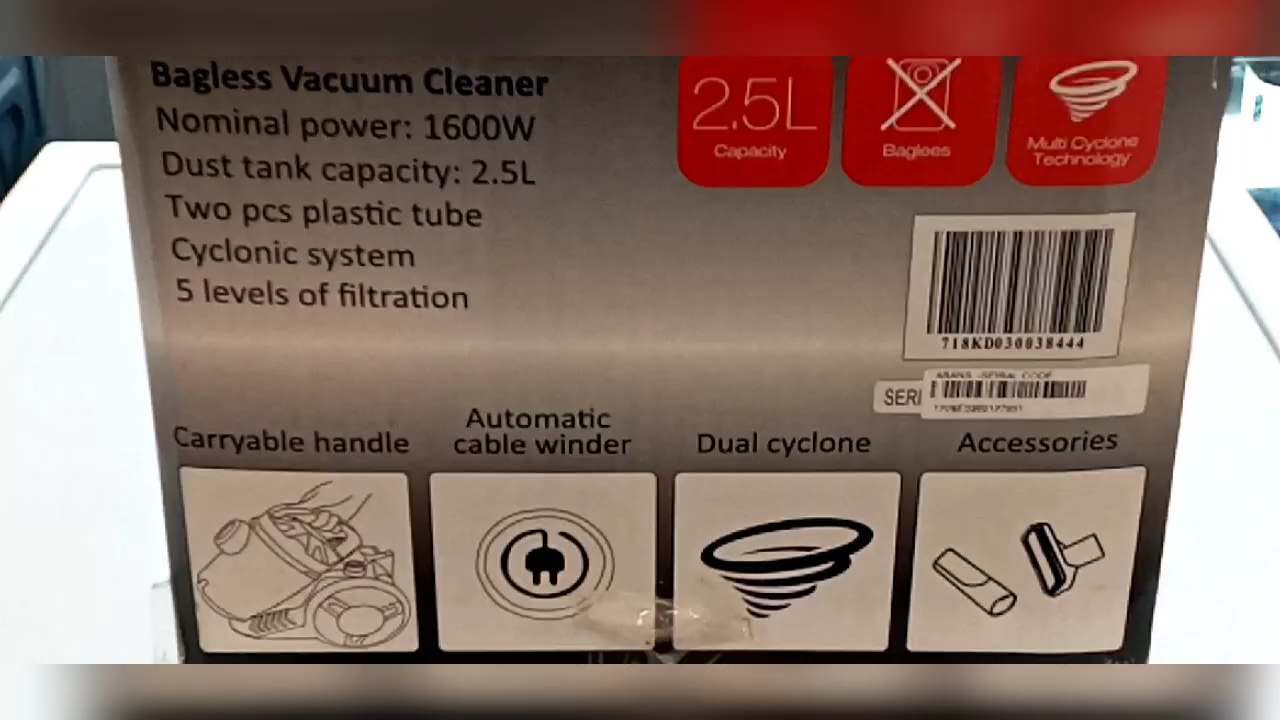 Bagless Vacuum Cleaner
Nominal power: 1600W
Dust tank capacity: 2.5L
Two pcs plastic tube
Cyclonic system
5 levels of filtration
2.5L
Capacity
Bagless
Multi Cyclone
Technology
718KD030038444
SERI
Carryable handle
Automatic
cable winder
Dual cyclone
Accessories